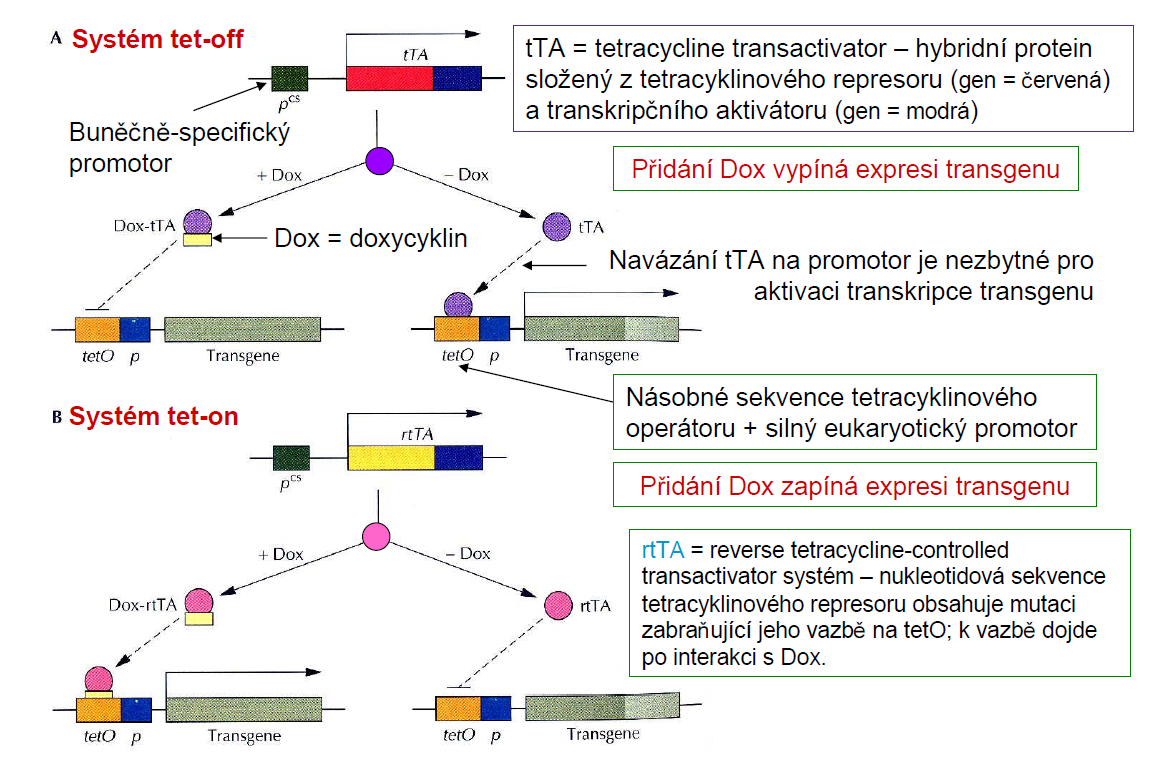 A Systém tet-off
tTA
pcs
Buněčně-specifický
promotor
tTA = tetracycline transactivator – hybridní protein
složený z tetracyklinového represoru (gen = červená)
a transkripčního aktivátoru (gen = modrá)
Přidání Dox vypíná expresi transgenu
+ Dox
– Dox
Dox-tTA
Dox = doxycyklin
tTA
Navázání tTA na promotor je nezbytné pro
aktivaci transkripce transgenu
tetO p Transgene
tetO p Transgene
Násobné sekvence tetracyklinového
operátoru + silný eukaryotický promotor
B Systém tet-on
rtTA
pcs
Přidání Dox zapíná expresi transgenu
+ Dox
– Dox
Dox-rtTA
rtTA
rtTA = reverse tetracycline-controlled
transactivator systém – nukleotidová sekvence
tetracyklinového represoru obsahuje mutaci
zabraňující jeho vazbě na tetO; k vazbě dojde
po interakci s Dox.
tetO p Transgene
tetO p Transgene